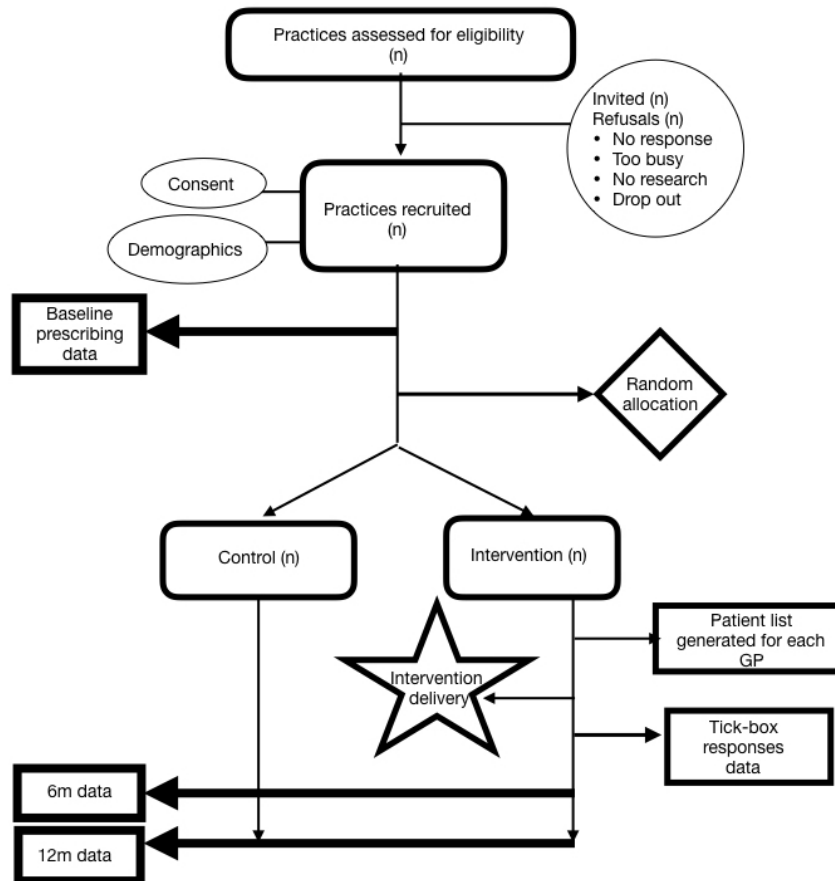 Practices assessed for eligibility
(n)
Invited (n)
Refusals (n)
• No response
• Too busy
• No research
• Drop out
Consent
Practices recruited
(n)
Demographics
Baseline
prescribing
data
Random
allocation
Control (n)
Intervention (n)
Patient list
generated for each
GP
Intervention
delivery
Tick-box
responses
data
6m data
12m data